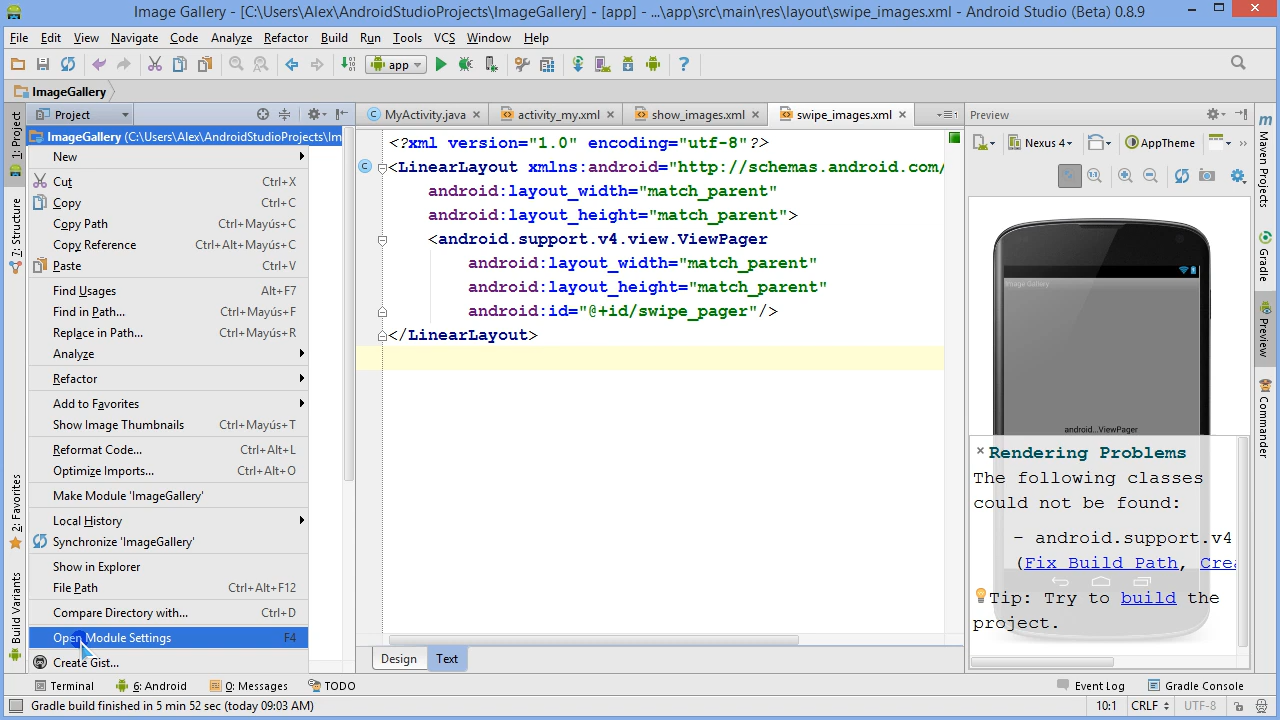 Image Gallery - [C:\Users\Alex\AndroidStudioProjects\ImageGallery] - [app] - ...\app\src\main\res\layout\swipe_images.xml - Android Studio (Beta) 0.8.9
File Edit View Navigate Code Analyze Refactor Build Run Tools VCS Window Help
app
ImageGallery
Project
MyActivity.java
activity_my.xml
show_images.xml
swipe_images.xml
Preview
ImageGallery (C:\Users\Alex\AndroidStudioProjects\Im
New
Cut Ctrl+X
Copy Ctrl+C
Copy Path Ctrl+Mayús+C
Copy Reference Ctrl+Alt+Mayús+C
Paste Ctrl+V
Find Usages Alt+F7
Find in Path... Ctrl+Mayús+F
Replace in Path... Ctrl+Mayús+R
Analyze
Refactor
Add to Favorites
Show Image Thumbnails Ctrl+Mayús+T
Reformat Code... Ctrl+Alt+L
Optimize Imports... Ctrl+Alt+O
Make Module 'ImageGallery'
Local History
Synchronize 'ImageGallery'
Show in Explorer
File Path Ctrl+Alt+F12
Compare Directory with... Ctrl+D
Open Module Settings F4
Create Gist...
<?xml version="1.0" encoding="utf-8"?>
<LinearLayout xmlns:android="http://schemas.android.com/
android:layout_width="match_parent"
android:layout_height="match_parent">
<android.support.v4.view.ViewPager
android:layout_width="match_parent"
android:layout_height="match_parent"
android:id="@+id/swipe_pager"/>
</LinearLayout>
Design
Text
Nexus 4
AppTheme
Image Gallery
android...ViewPager
Rendering Problems
The following classes
could not be found:
- android.support.v4
(Fix Build Path, Crea
Tip: Try to build the
project.
1: Project
7: Structure
2: Favorites
Build Variants
Maven Projects
Gradle
Preview
Commander
Terminal
6: Android
0: Messages
TODO
Event Log
Gradle Console
Gradle build finished in 5 min 52 sec (today 09:03 AM)
10:1
CRLF
UTF-8